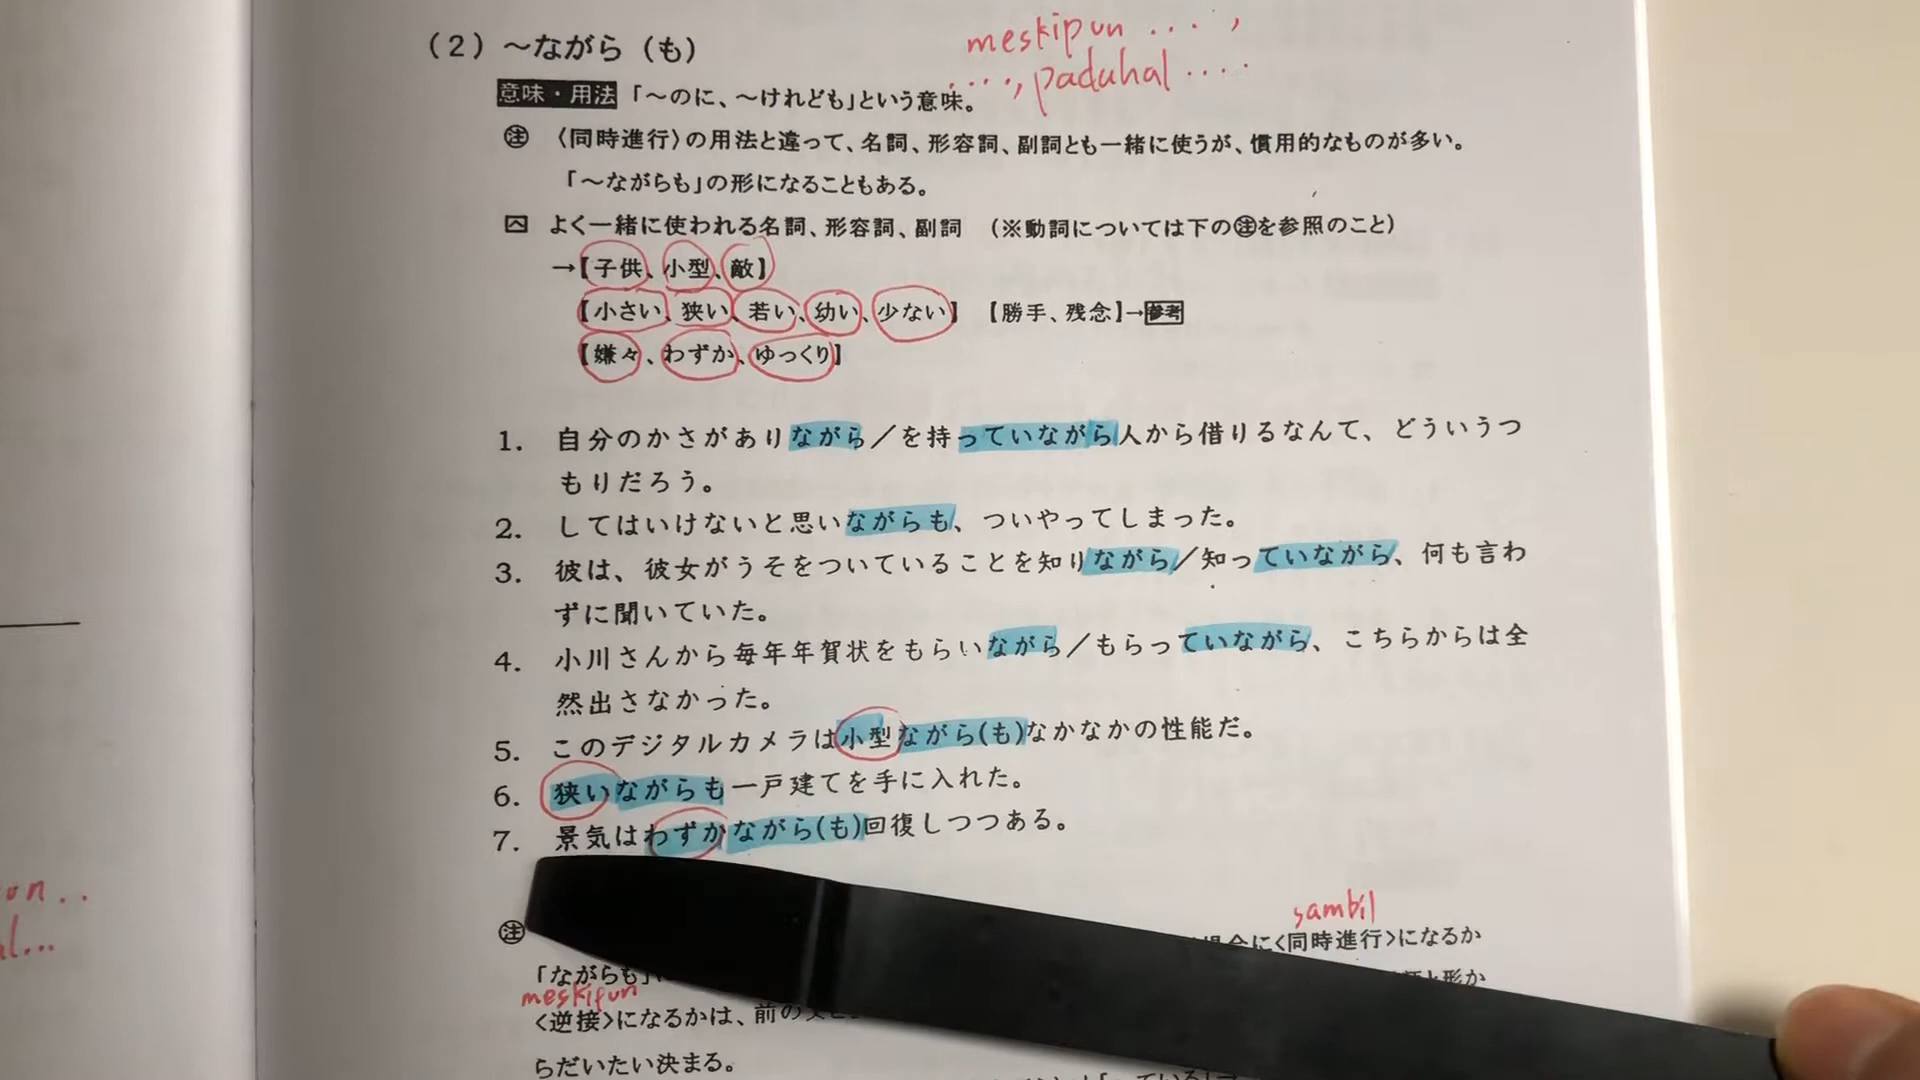 (2) ～ながら（も）
meskipun ....,
....., paduhal ....
意味・用法 「～のに、～けれども」という意味。
注 〈同時進行〉の用法と違って、名詞、形容詞、副詞とも一緒に使うが、慣用的なものが多い。
「～ながらも」の形になることもある。
よく一緒に使われる名詞、形容詞、副詞 （※動詞については下の注を参照のこと）
→【子供、小型、敵】
【小さい、狭い、若い、幼い、少ない】 【勝手、残念】→参考
【嫌々、わずか、ゆっくり】
1. 自分のかさがありながら／を持っていながら人から借りるなんて、どういうつ
もりだろう。
2. してはいけないと思いながらも、ついやってしまった。
3. 彼は、彼女がうそをついていることを知りながら／知っていながら、何も言わ
ずに聞いていた。
4. 小川さんから毎年年賀状をもらいながら／もらっていながら、こちらからは全
然出さなかった。
5. このデジタルカメラは小型ながら(も)なかなかの性能だ。
6. 狭いながらも一戸建てを手に入れた。
7. 景気はわずかながら(も)回復しつつある。
on..
al...
sambil
注 に〈同時進行〉になるか
「ながらも」 と形か
meskipun
〈逆接〉になるかは、前の
らだいたい決まる。